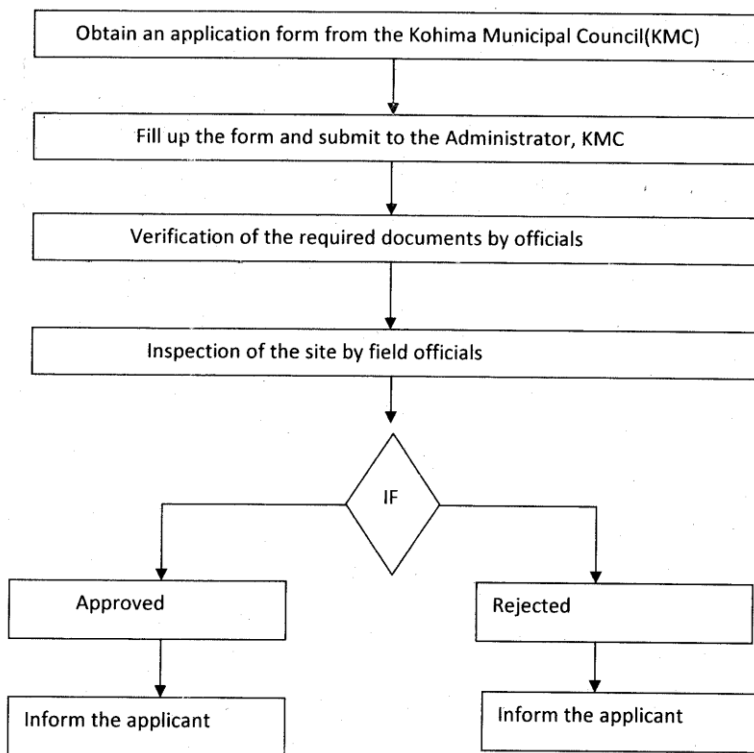 Obtain an application form from the Kohima Municipal Council(KMC)
Fill up the form and submit to the Administrator, KMC
Verification of the required documents by officials
Inspection of the site by field officials
IF
Approved
Rejected
Inform the applicant
Inform the applicant